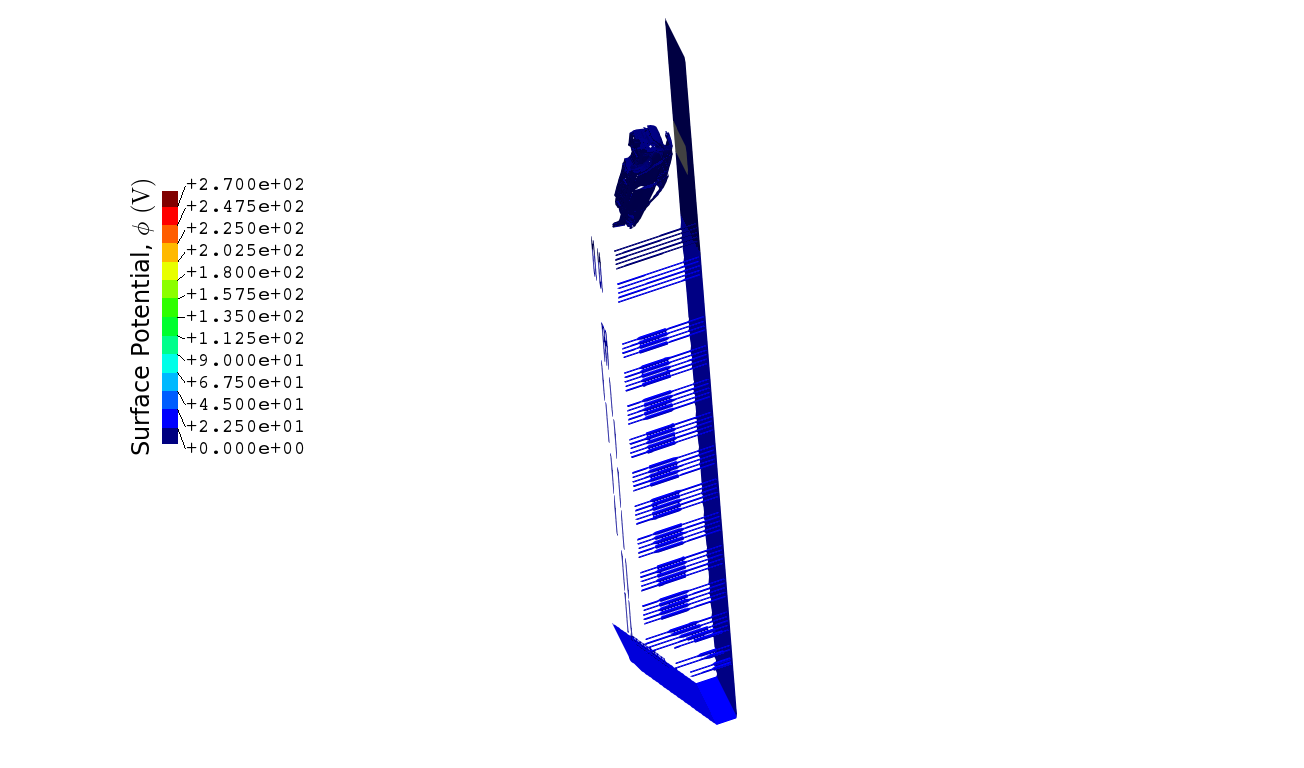 Surface Potential, ϕ (V)
+2.700e+02
+2.475e+02
+2.250e+02
+2.025e+02
+1.800e+02
+1.575e+02
+1.350e+02
+1.125e+02
+9.000e+01
+6.750e+01
+4.500e+01
+2.250e+01
+0.000e+00